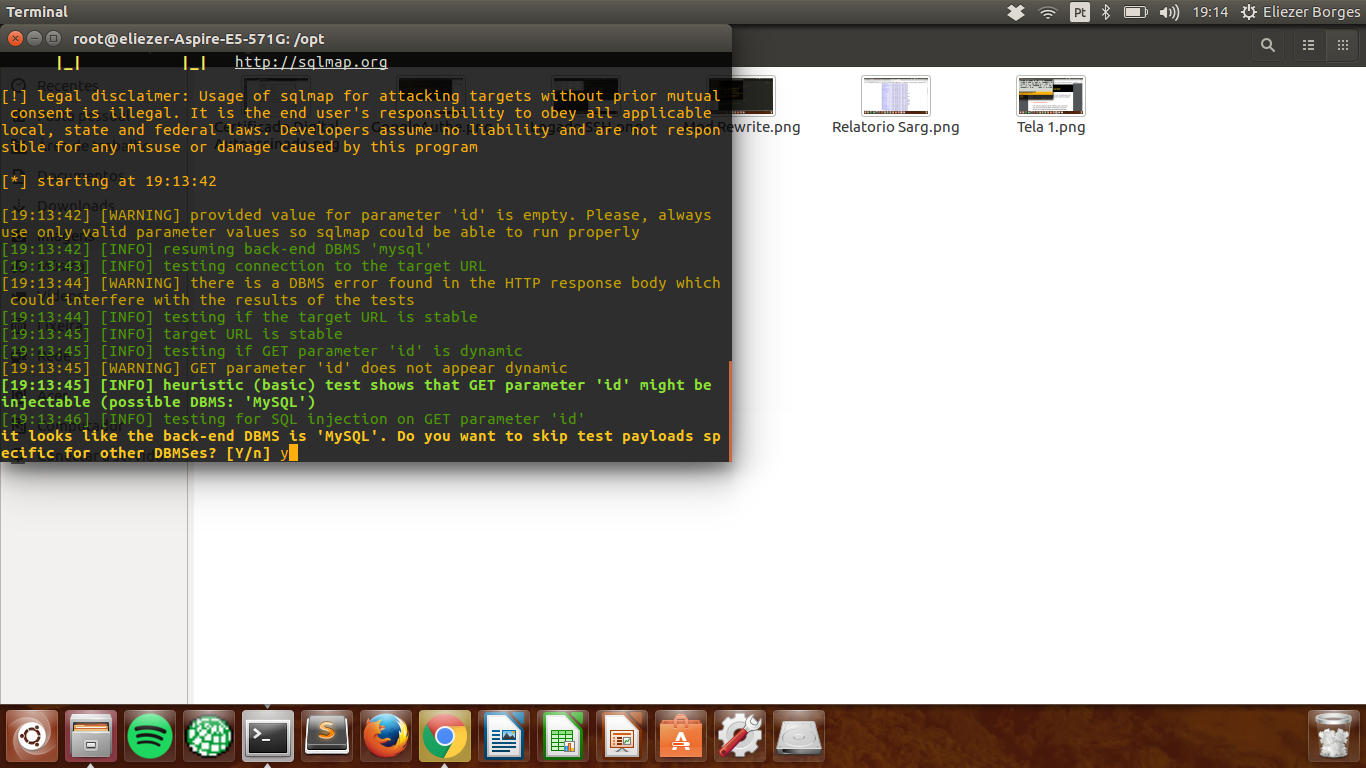 Terminal
Pt
19:14
Eliezer Borges
root@eliezer-Aspire-E5-571G: /opt
|_| |_| http://sqlmap.org
[!] legal disclaimer: Usage of sqlmap for attacking targets without prior mutual
consent is illegal. It is the end user's responsibility to obey all applicable
local, state and federal laws. Developers assume no liability and are not respon
sible for any misuse or damage caused by this program
[*] starting at 19:13:42
[19:13:42] [WARNING] provided value for parameter 'id' is empty. Please, always
use only valid parameter values so sqlmap could be able to run properly
[19:13:42] [INFO] resuming back-end DBMS 'mysql'
[19:13:43] [INFO] testing connection to the target URL
[19:13:44] [WARNING] there is a DBMS error found in the HTTP response body which
could interfere with the results of the tests
[19:13:44] [INFO] testing if the target URL is stable
[19:13:45] [INFO] target URL is stable
[19:13:45] [INFO] testing if GET parameter 'id' is dynamic
[19:13:45] [WARNING] GET parameter 'id' does not appear dynamic
[19:13:45] [INFO] heuristic (basic) test shows that GET parameter 'id' might be
injectable (possible DBMS: 'MySQL')
[19:13:46] [INFO] testing for SQL injection on GET parameter 'id'
it looks like the back-end DBMS is 'MySQL'. Do you want to skip test payloads sp
ecific for other DBMSes? [Y/n] y
Recentes
Documentos
Downloads
Mod Rewrite.png
Relatorio Sarg.png
Tela 1.png